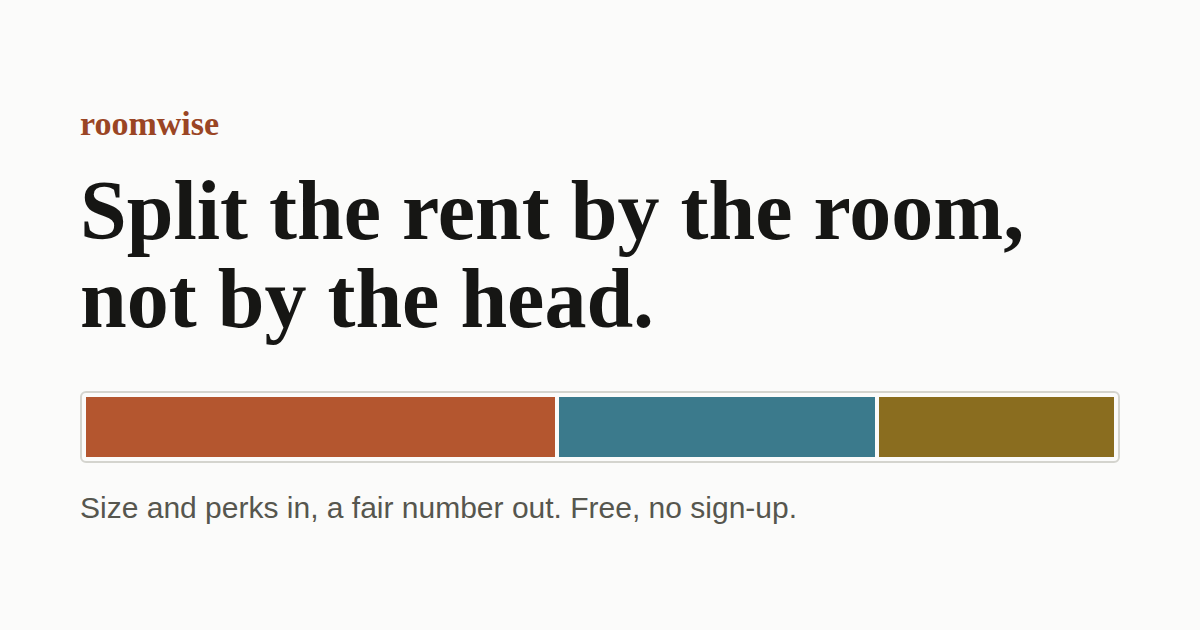 roomwise
Split the rent by the room,
not by the head.
Size and perks in, a fair number out. Free, no sign-up.